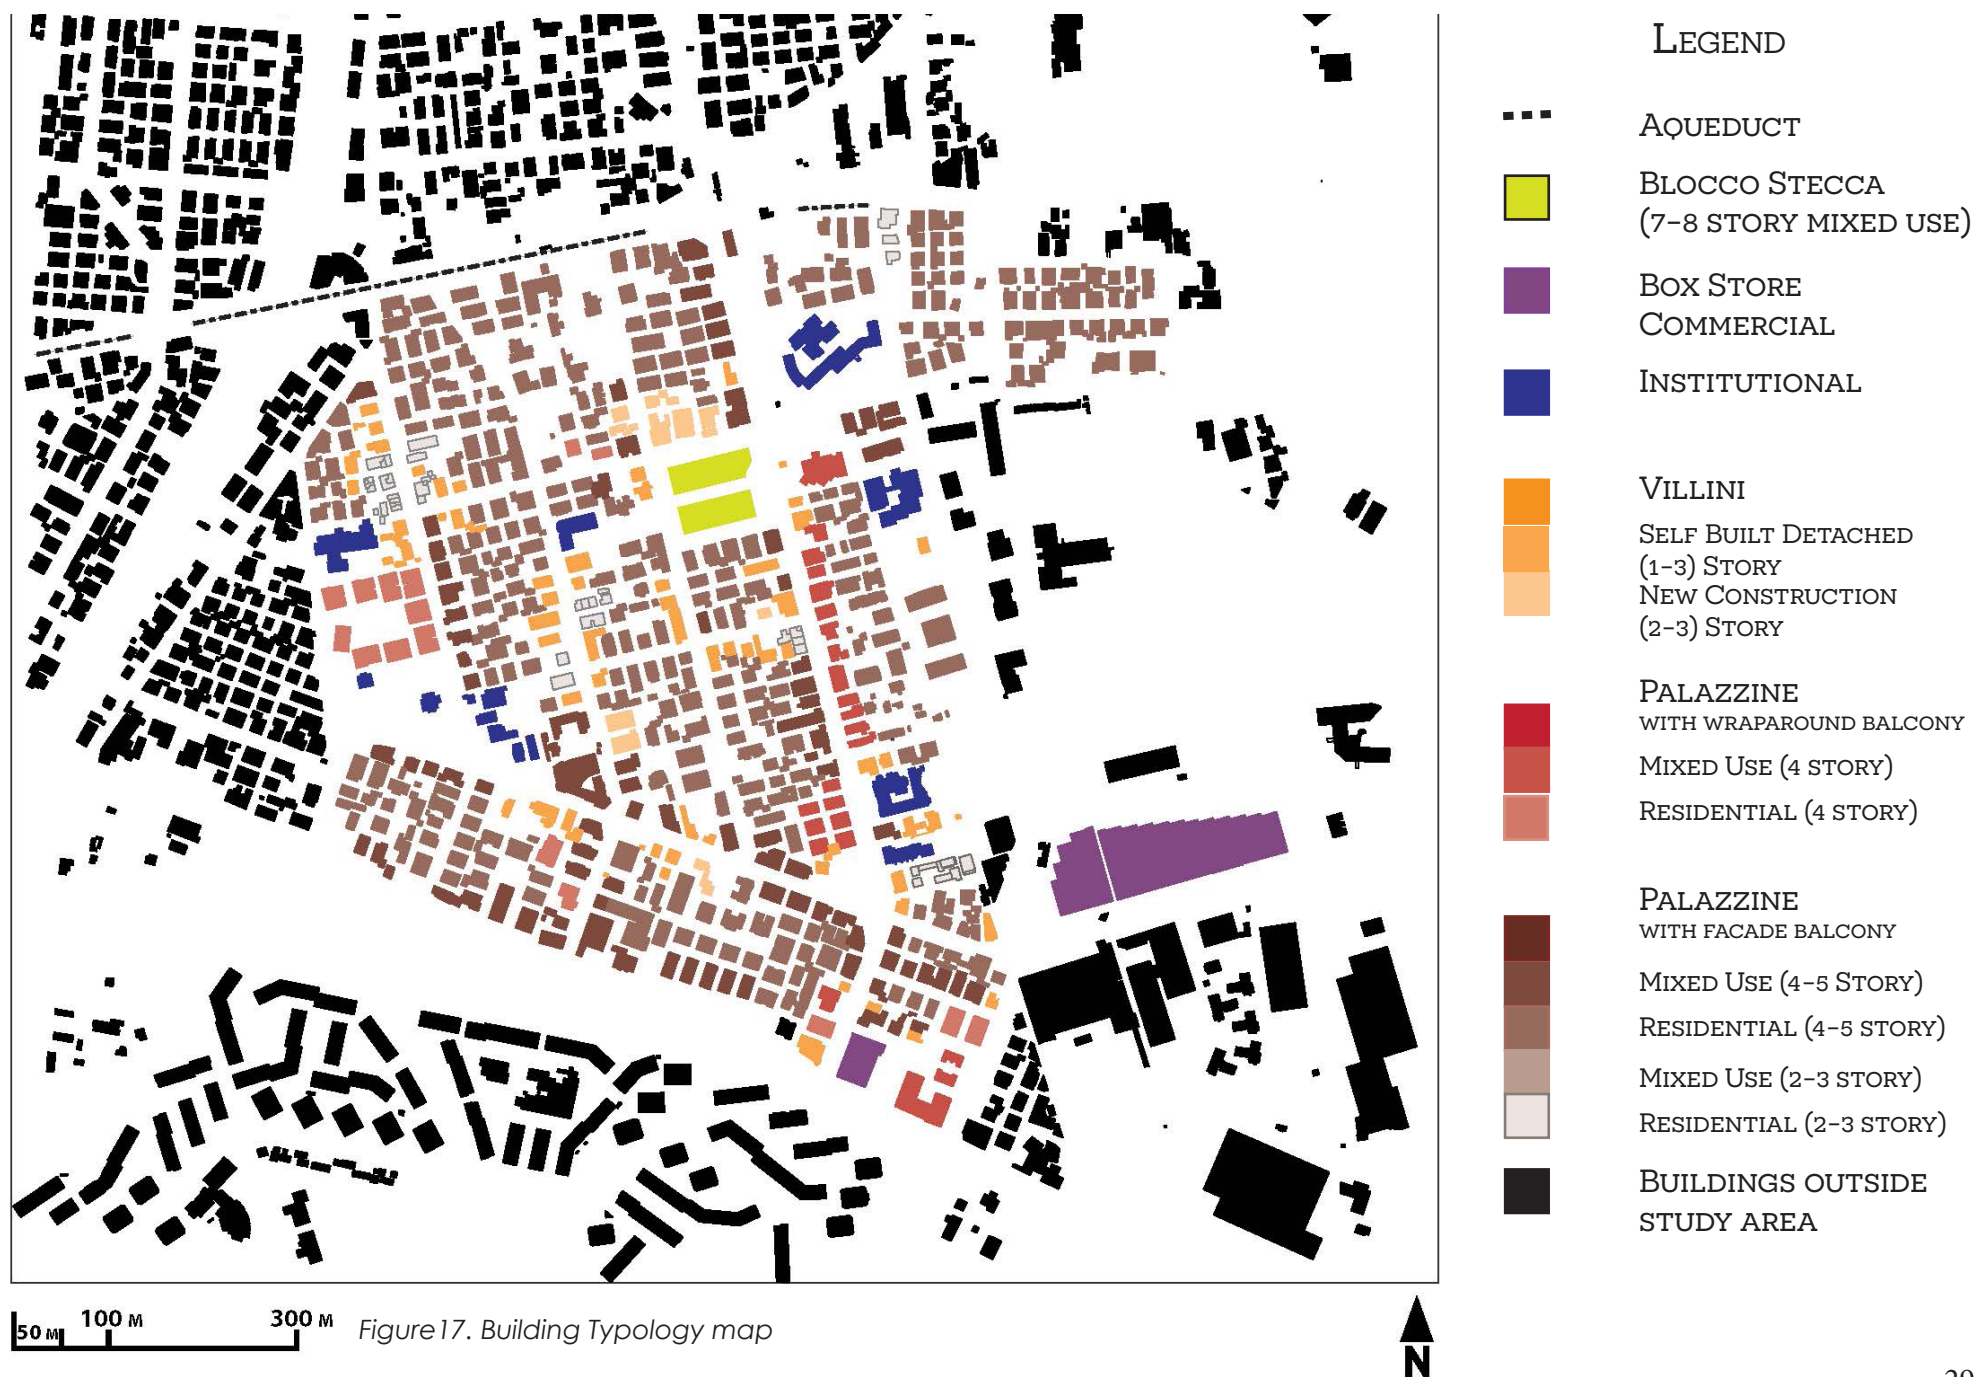 LEGEND
AQUEDUCT
BLOCCO STECCA
(7-8 STORY MIXED USE)
BOX STORE
COMMERCIAL
INSTITUTIONAL
VILLINI
SELF BUILT DETACHED
(1-3) STORY
NEW CONSTRUCTION
(2-3) STORY
PALAZZINE
WITH WRAPAROUND BALCONY
MIXED USE (4 STORY)
RESIDENTIAL (4 STORY)
PALAZZINE
WITH FACADE BALCONY
MIXED USE (4-5 STORY)
RESIDENTIAL (4-5 STORY)
MIXED USE (2-3 STORY)
RESIDENTIAL (2-3 STORY)
BUILDINGS OUTSIDE
STUDY AREA
50 M 100 M 300 M
Figure17. Building Typology map
N